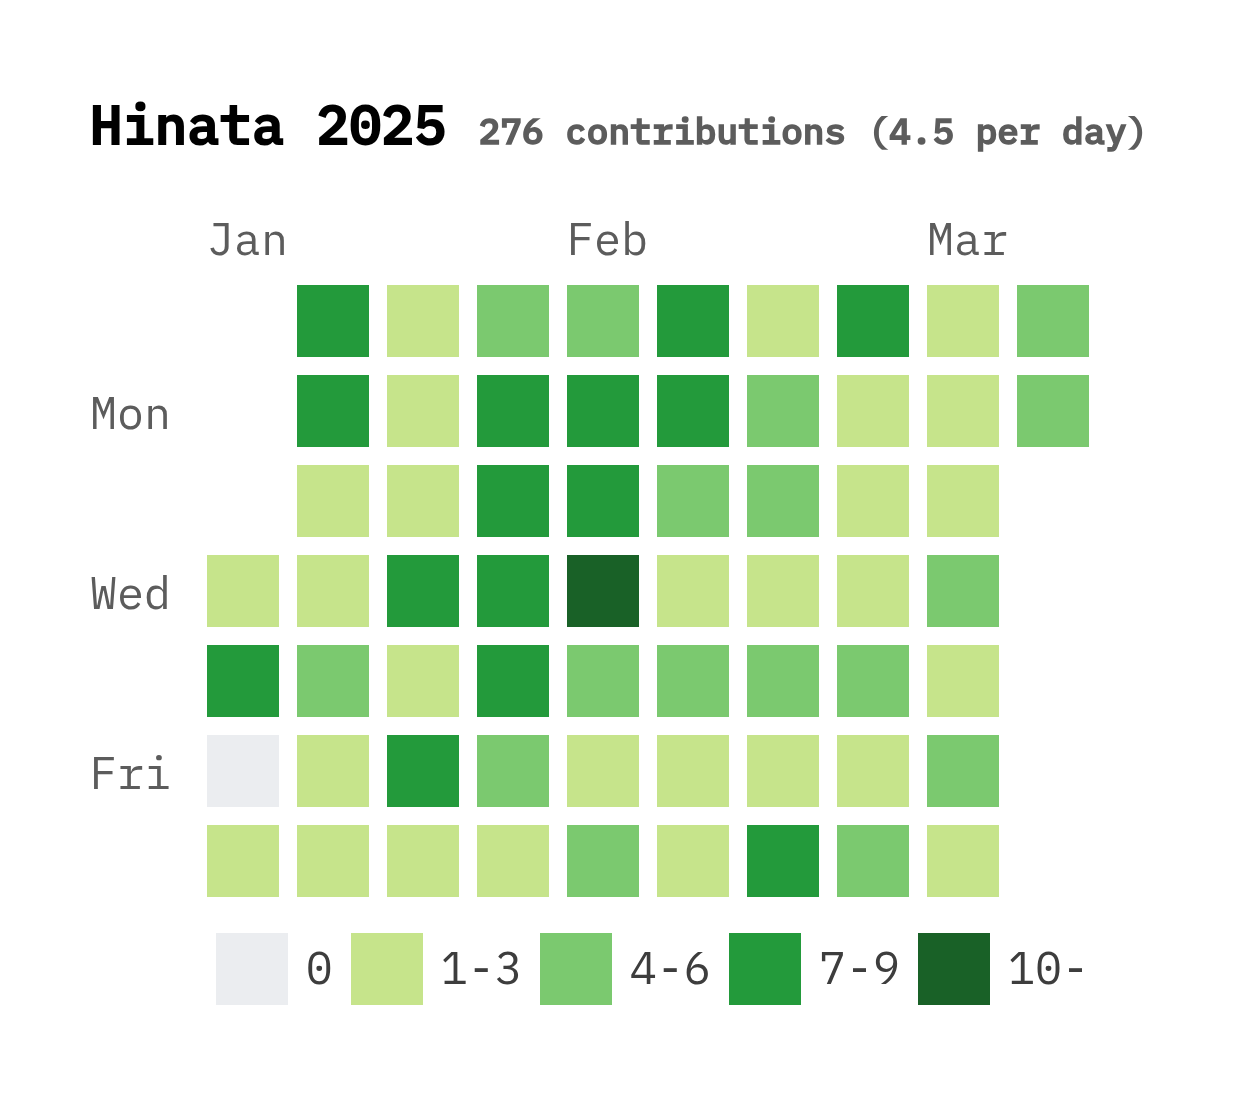 Hinata 2025 276 contributions (4.5 per day)
Jan Feb Mar
Mon
Wed
Fri
0 1-3 4-6 7-9 10-